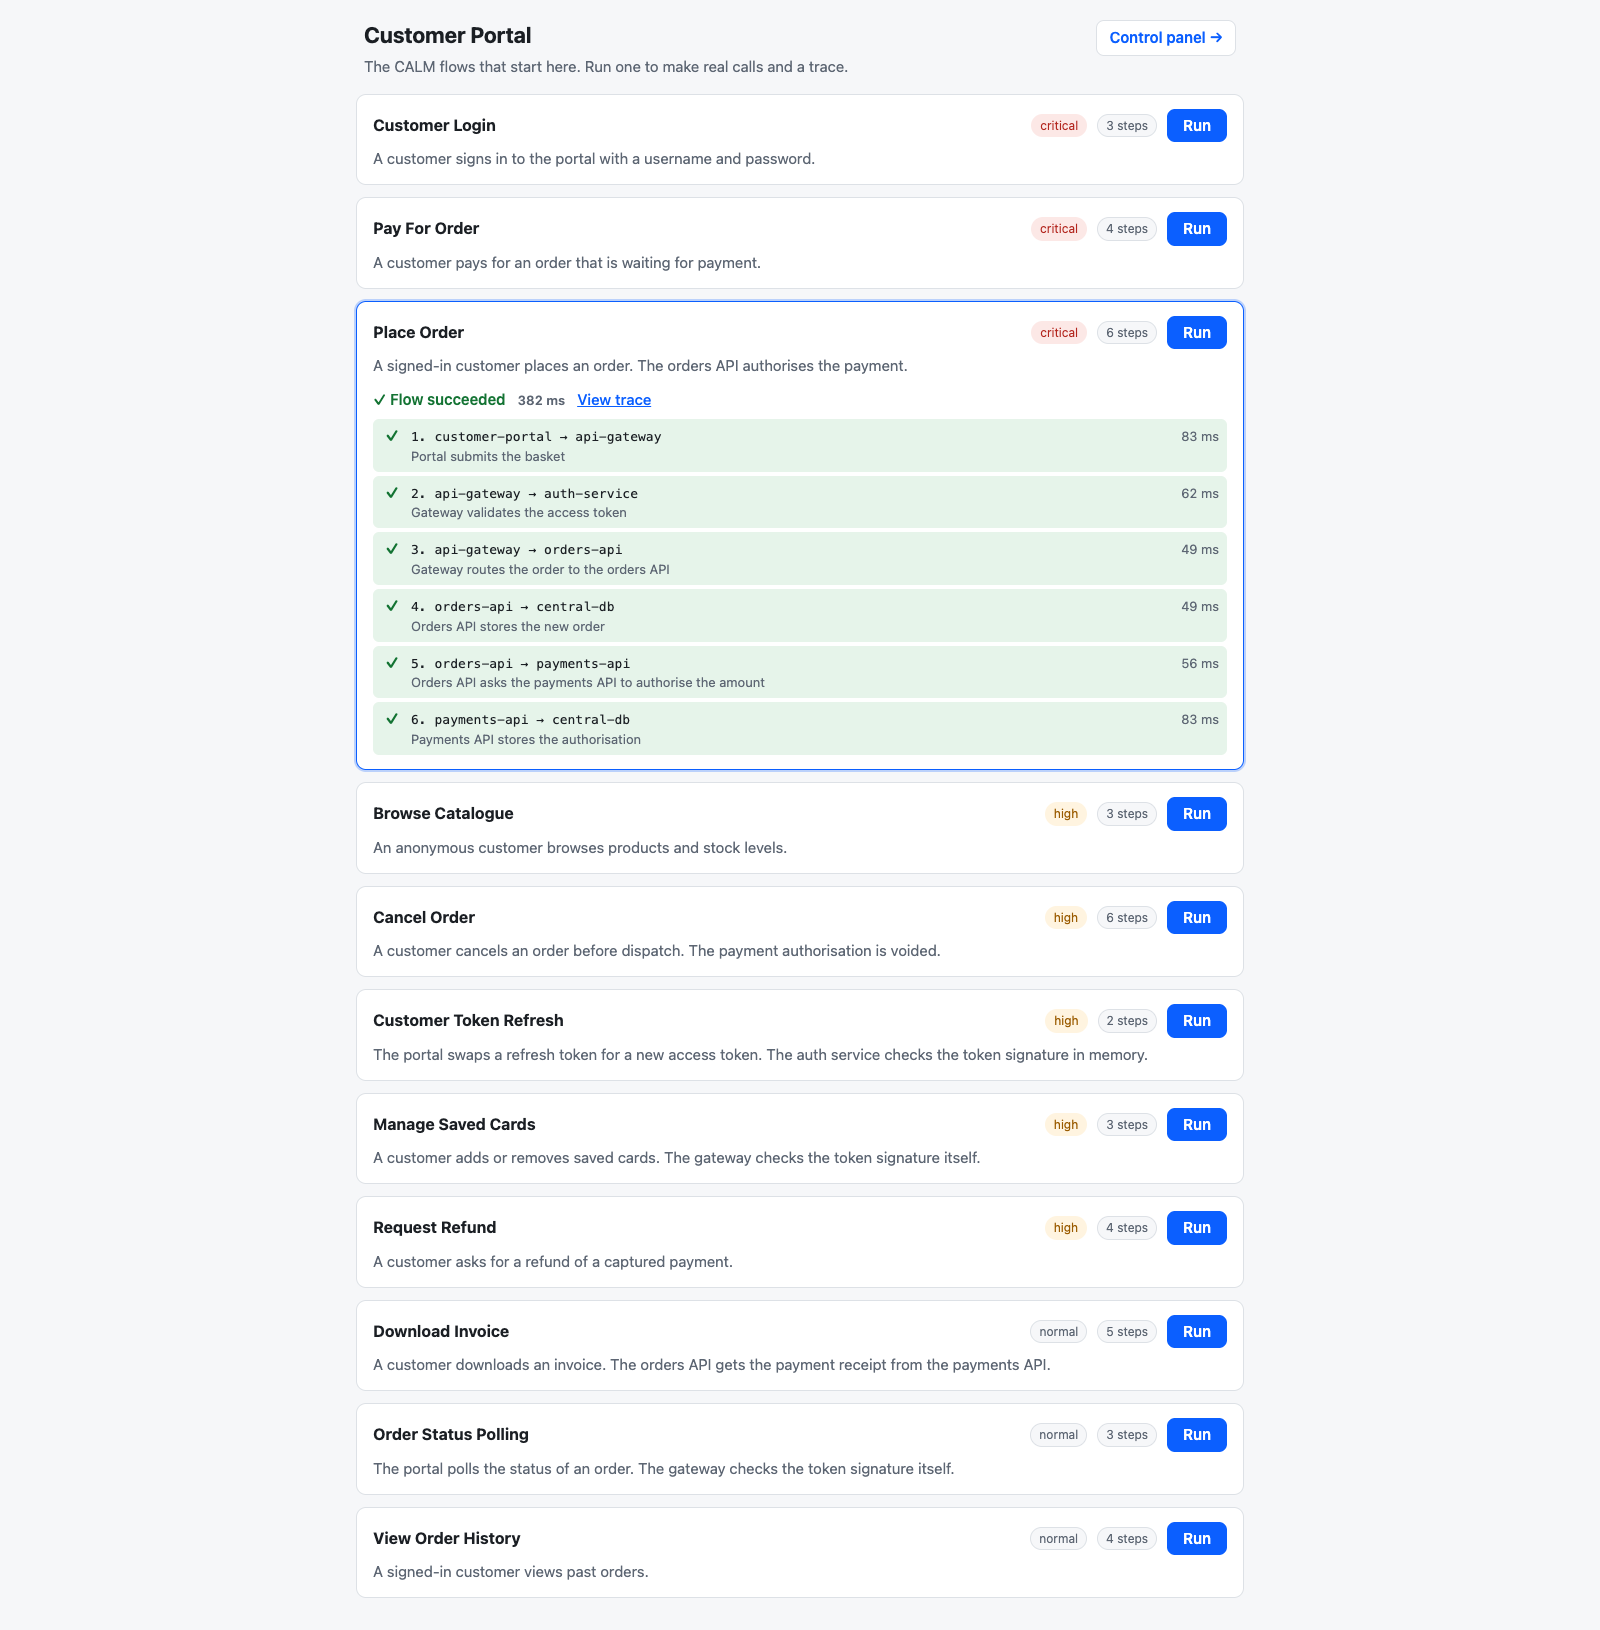 Customer Portal
Control panel →
The CALM flows that start here. Run one to make real calls and a trace.
Customer Login critical 3 steps Run
A customer signs in to the portal with a username and password.
Pay For Order critical 4 steps Run
A customer pays for an order that is waiting for payment.
Place Order critical 6 steps Run
A signed-in customer places an order. The orders API authorises the payment.
✓ Flow succeeded 382 ms View trace
✓ 1. customer-portal → api-gateway 83 ms
Portal submits the basket
✓ 2. api-gateway → auth-service 62 ms
Gateway validates the access token
✓ 3. api-gateway → orders-api 49 ms
Gateway routes the order to the orders API
✓ 4. orders-api → central-db 49 ms
Orders API stores the new order
✓ 5. orders-api → payments-api 56 ms
Orders API asks the payments API to authorise the amount
✓ 6. payments-api → central-db 83 ms
Payments API stores the authorisation
Browse Catalogue high 3 steps Run
An anonymous customer browses products and stock levels.
Cancel Order high 6 steps Run
A customer cancels an order before dispatch. The payment authorisation is voided.
Customer Token Refresh high 2 steps Run
The portal swaps a refresh token for a new access token. The auth service checks the token signature in memory.
Manage Saved Cards high 3 steps Run
A customer adds or removes saved cards. The gateway checks the token signature itself.
Request Refund high 4 steps Run
A customer asks for a refund of a captured payment.
Download Invoice normal 5 steps Run
A customer downloads an invoice. The orders API gets the payment receipt from the payments API.
Order Status Polling normal 3 steps Run
The portal polls the status of an order. The gateway checks the token signature itself.
View Order History normal 4 steps Run
A signed-in customer views past orders.